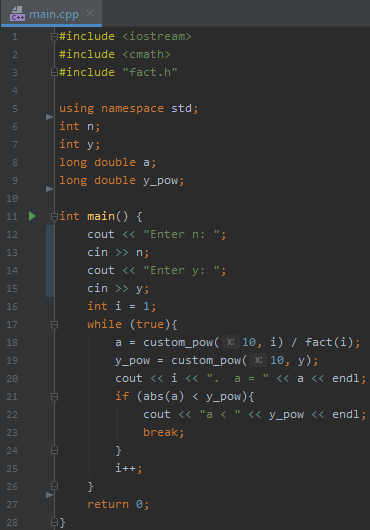 main.cpp
1 #include <iostream>
2 #include <cmath>
3 #include "fact.h"
4
5 using namespace std;
6 int n;
7 int y;
8 long double a;
9 long double y_pow;
10
11 int main() {
12 cout << "Enter n: ";
13 cin >> n;
14 cout << "Enter y: ";
15 cin >> y;
16 int i = 1;
17 while (true){
18 a = custom_pow( x: 10, i) / fact(i);
19 y_pow = custom_pow( x: 10, y);
20 cout << i << ".  a = " << a << endl;
21 if (abs(a) < y_pow){
22 cout << "a < " << y_pow << endl;
23 break;
24 }
25 i++;
26 }
27 return 0;
28 }